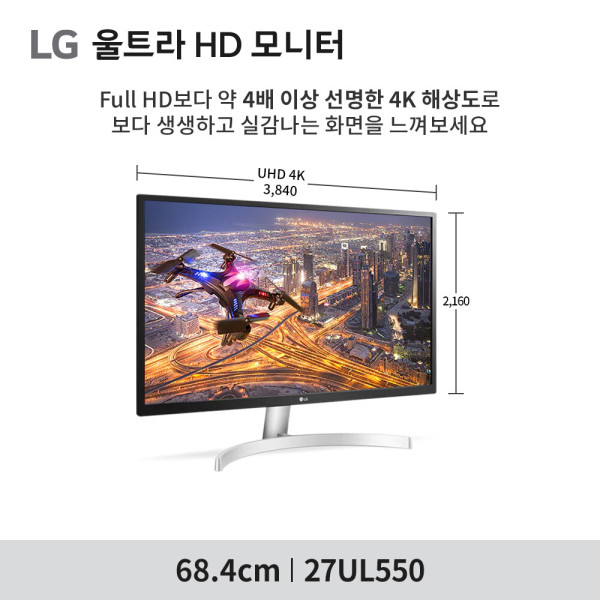 LG 울트라 HD 모니터
Full HD보다 약 4배 이상 선명한 4K 해상도로
보다 생생하고 실감나는 화면을 느껴보세요
UHD 4K
3,840
2,160
LG
68.4cm | 27UL550